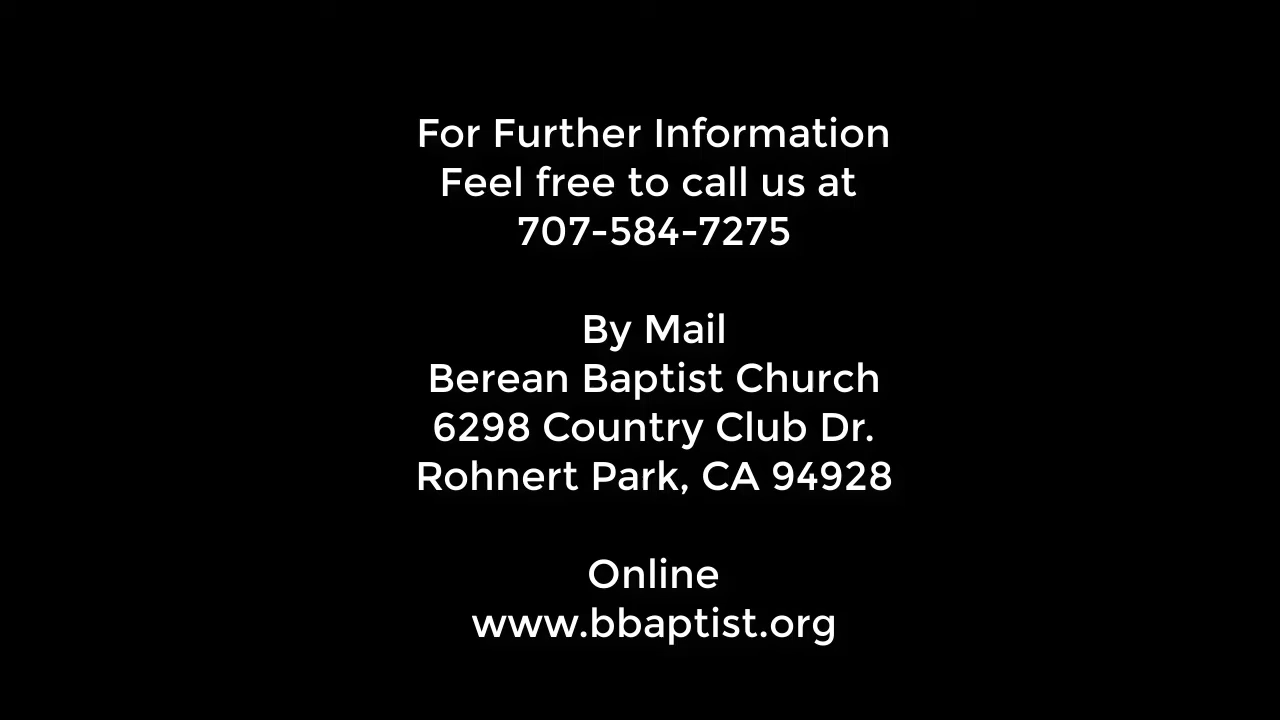 For Further Information
Feel free to call us at
707-584-7275
By Mail
Berean Baptist Church
6298 Country Club Dr.
Rohnert Park, CA 94928
Online
www.bbaptist.org